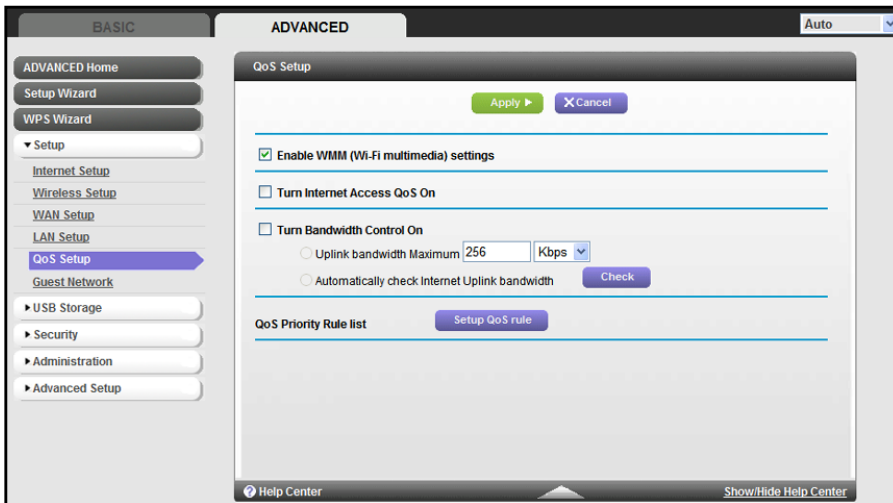 BASIC
ADVANCED
Auto
ADVANCED Home
Setup Wizard
WPS Wizard
Setup
Internet Setup
Wireless Setup
WAN Setup
LAN Setup
QoS Setup
Guest Network
USB Storage
Security
Administration
Advanced Setup
QoS Setup
Apply
X Cancel
Enable WMM (Wi-Fi multimedia) settings
Turn Internet Access QoS On
Turn Bandwidth Control On
Uplink bandwidth Maximum 256 Kbps
Automatically check Internet Uplink bandwidth Check
QoS Priority Rule list Setup QoS rule
? Help Center
Show/Hide Help Center